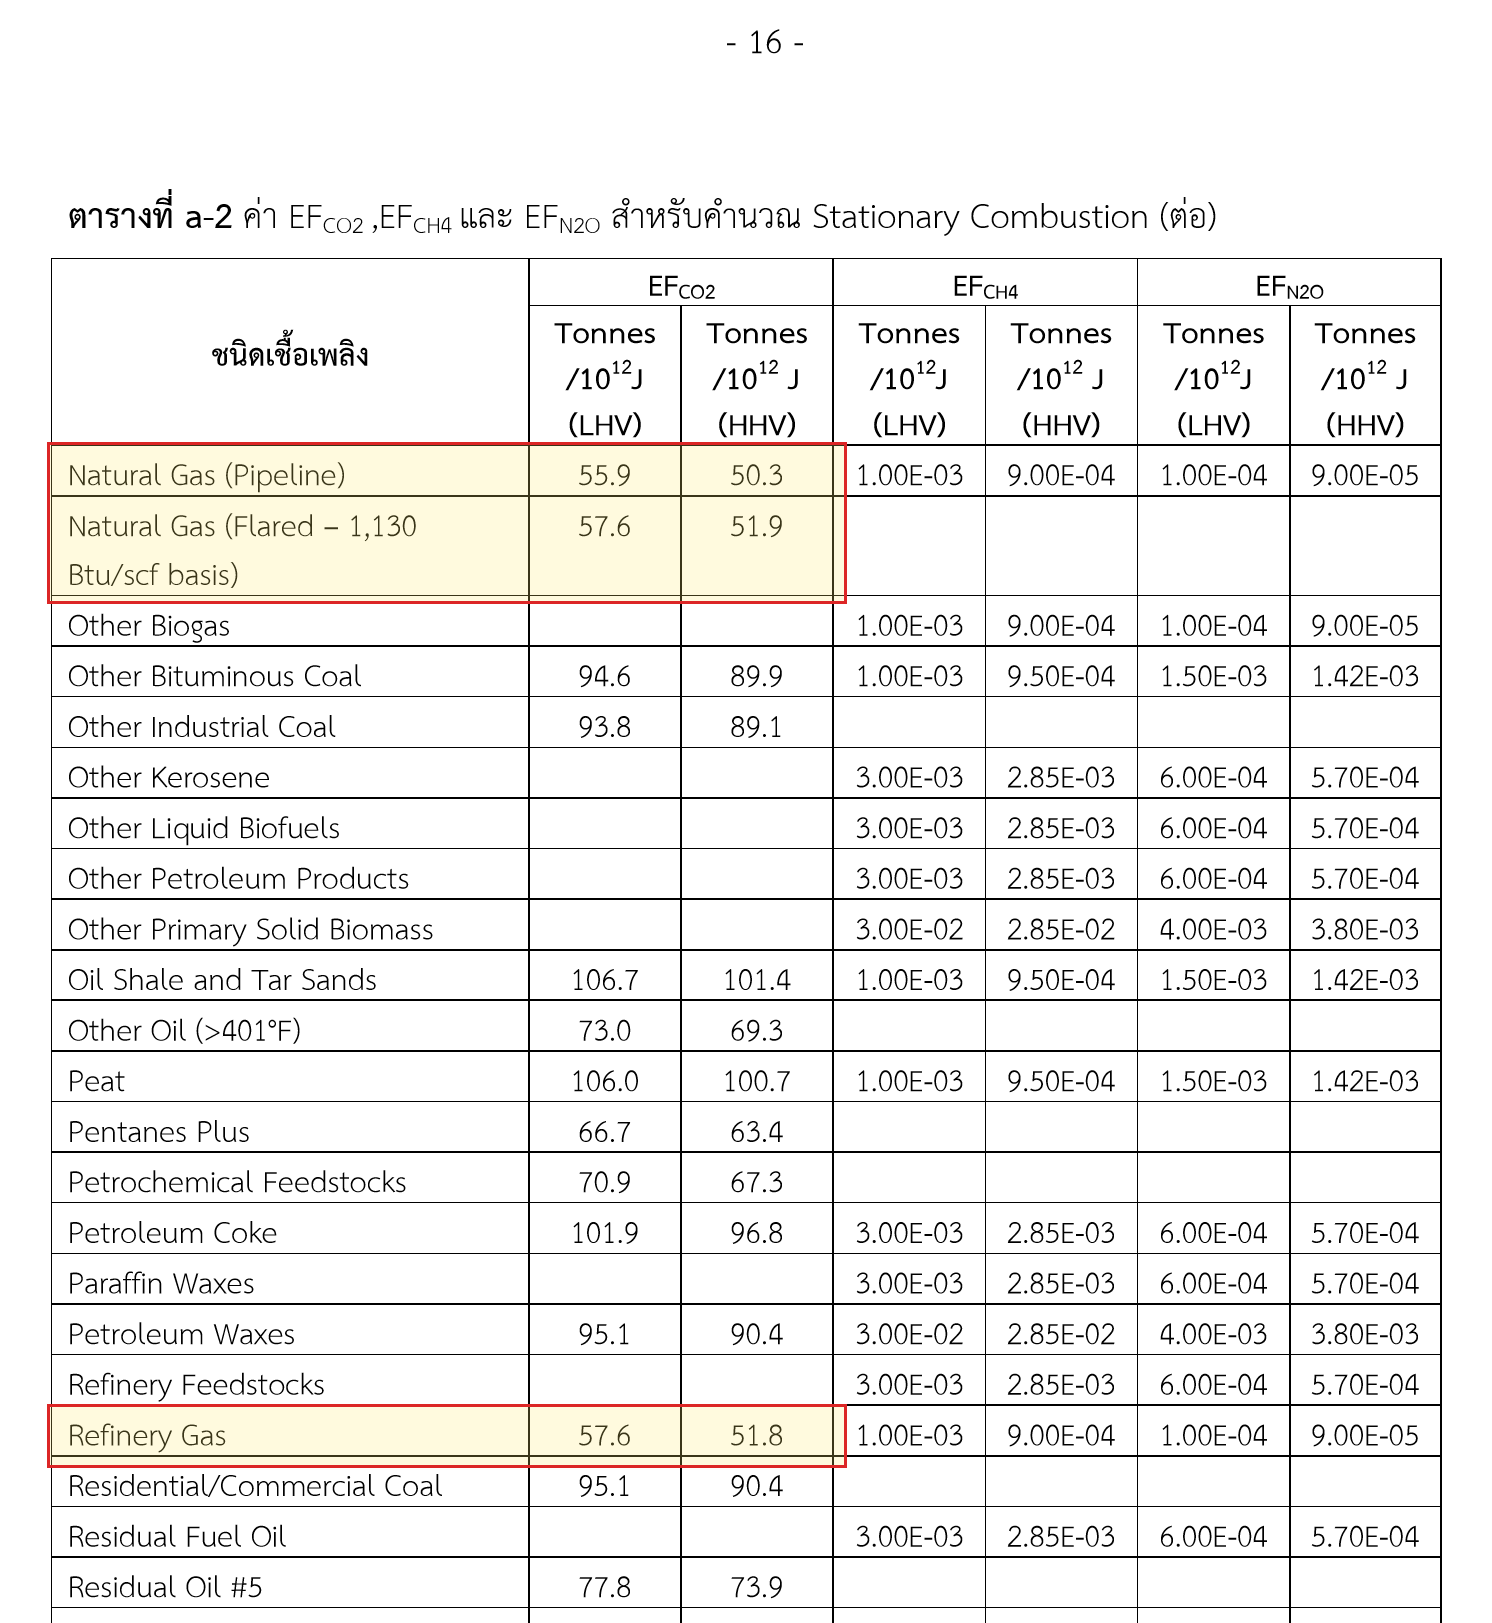 - 16 -
ตารางที่ a-2 ค่า EFCO2 ,EFCH4 และ EFN2O สำหรับคำนวณ Stationary Combustion (ต่อ)
ชนิดเชื้อเพลิง EFCO2 EFCH4 EFN2O
Tonnes Tonnes Tonnes Tonnes Tonnes Tonnes
/10¹²J /10¹² J /10¹²J /10¹² J /10¹²J /10¹² J
(LHV) (HHV) (LHV) (HHV) (LHV) (HHV)
Natural Gas (Pipeline) 55.9 50.3 1.00E-03 9.00E-04 1.00E-04 9.00E-05
Natural Gas (Flared – 1,130 57.6 51.9
Btu/scf basis)
Other Biogas 1.00E-03 9.00E-04 1.00E-04 9.00E-05
Other Bituminous Coal 94.6 89.9 1.00E-03 9.50E-04 1.50E-03 1.42E-03
Other Industrial Coal 93.8 89.1
Other Kerosene 3.00E-03 2.85E-03 6.00E-04 5.70E-04
Other Liquid Biofuels 3.00E-03 2.85E-03 6.00E-04 5.70E-04
Other Petroleum Products 3.00E-03 2.85E-03 6.00E-04 5.70E-04
Other Primary Solid Biomass 3.00E-02 2.85E-02 4.00E-03 3.80E-03
Oil Shale and Tar Sands 106.7 101.4 1.00E-03 9.50E-04 1.50E-03 1.42E-03
Other Oil (>401°F) 73.0 69.3
Peat 106.0 100.7 1.00E-03 9.50E-04 1.50E-03 1.42E-03
Pentanes Plus 66.7 63.4
Petrochemical Feedstocks 70.9 67.3
Petroleum Coke 101.9 96.8 3.00E-03 2.85E-03 6.00E-04 5.70E-04
Paraffin Waxes 3.00E-03 2.85E-03 6.00E-04 5.70E-04
Petroleum Waxes 95.1 90.4 3.00E-02 2.85E-02 4.00E-03 3.80E-03
Refinery Feedstocks 3.00E-03 2.85E-03 6.00E-04 5.70E-04
Refinery Gas 57.6 51.8 1.00E-03 9.00E-04 1.00E-04 9.00E-05
Residential/Commercial Coal 95.1 90.4
Residual Fuel Oil 3.00E-03 2.85E-03 6.00E-04 5.70E-04
Residual Oil #5 77.8 73.9